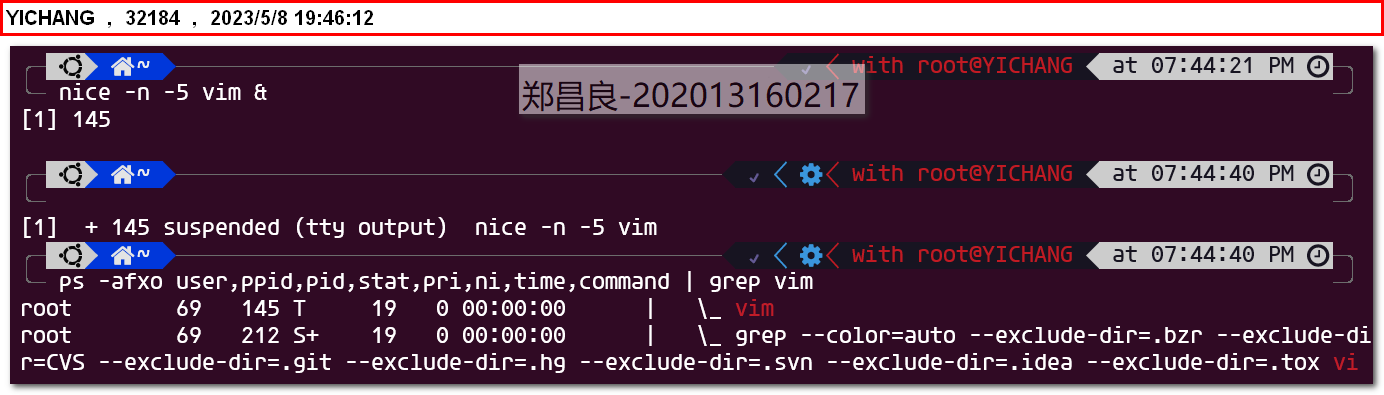 YICHANG , 32184 , 2023/5/8 19:46:12
~ with root@YICHANG at 07:44:21 PM
nice -n -5 vim &
郑昌良-202013160217
[1] 145
~ with root@YICHANG at 07:44:40 PM
[1]  + 145 suspended (tty output)  nice -n -5 vim
~ with root@YICHANG at 07:44:40 PM
ps -afxo user,ppid,pid,stat,pri,ni,time,command | grep vim
root 69 145 T 19 0 00:00:00 | \_ vim
root 69 212 S+ 19 0 00:00:00 | \_ grep --color=auto --exclude-dir=.bzr --exclude-di
r=CVS --exclude-dir=.git --exclude-dir=.hg --exclude-dir=.svn --exclude-dir=.idea --exclude-dir=.tox vi